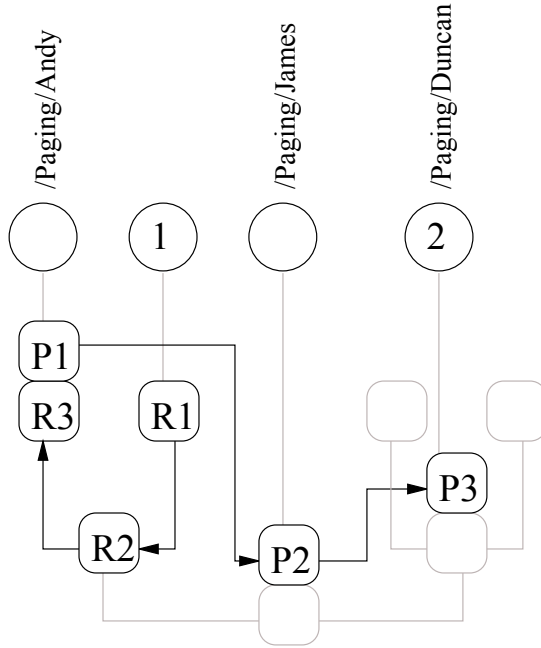 /Paging/Andy
/Paging/James
/Paging/Duncan
1
2
P1
R3
R1
P3
R2
P2